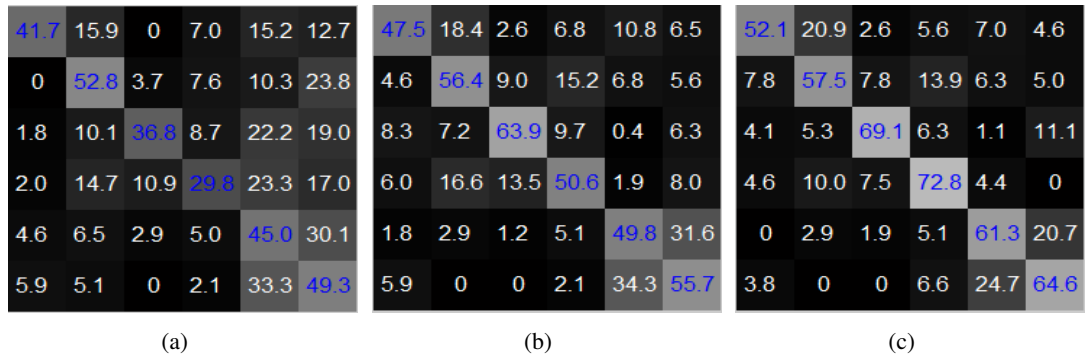 41.7 15.9 0 7.0 15.2 12.7
0 52.8 3.7 7.6 10.3 23.8
1.8 10.1 36.8 8.7 22.2 19.0
2.0 14.7 10.9 29.8 23.3 17.0
4.6 6.5 2.9 5.0 45.0 30.1
5.9 5.1 0 2.1 33.3 49.3
(a)
47.5 18.4 2.6 6.8 10.8 6.5
4.6 56.4 9.0 15.2 6.8 5.6
8.3 7.2 63.9 9.7 0.4 6.3
6.0 16.6 13.5 50.6 1.9 8.0
1.8 2.9 1.2 5.1 49.8 31.6
5.9 0 0 2.1 34.3 55.7
(b)
52.1 20.9 2.6 5.6 7.0 4.6
7.8 57.5 7.8 13.9 6.3 5.0
4.1 5.3 69.1 6.3 1.1 11.1
4.6 10.0 7.5 72.8 4.4 0
0 2.9 1.9 5.1 61.3 20.7
3.8 0 0 6.6 24.7 64.6
(c)